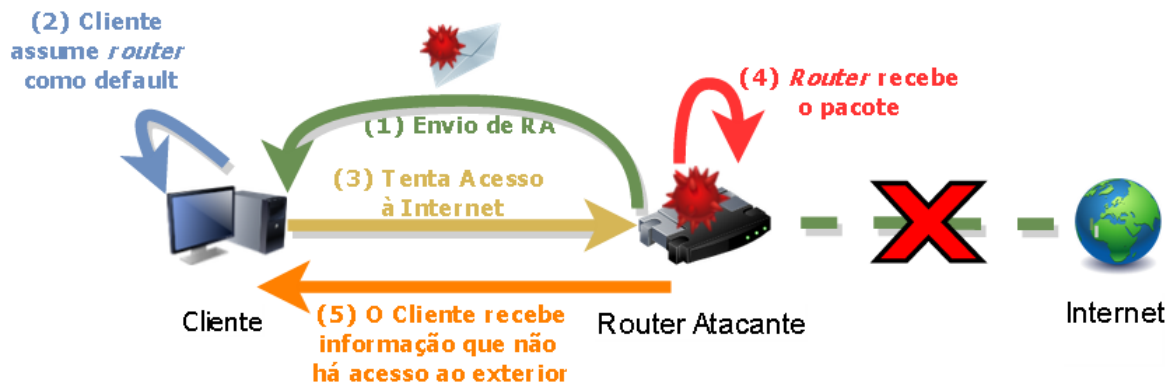 (2) Cliente
assume router
como default
(1) Envio de RA
(4) Router recebe
o pacote
(3) Tenta Acesso
à Internet
Cliente
(5) O Cliente recebe
informação que não
há acesso ao exterior
Router Atacante
Internet